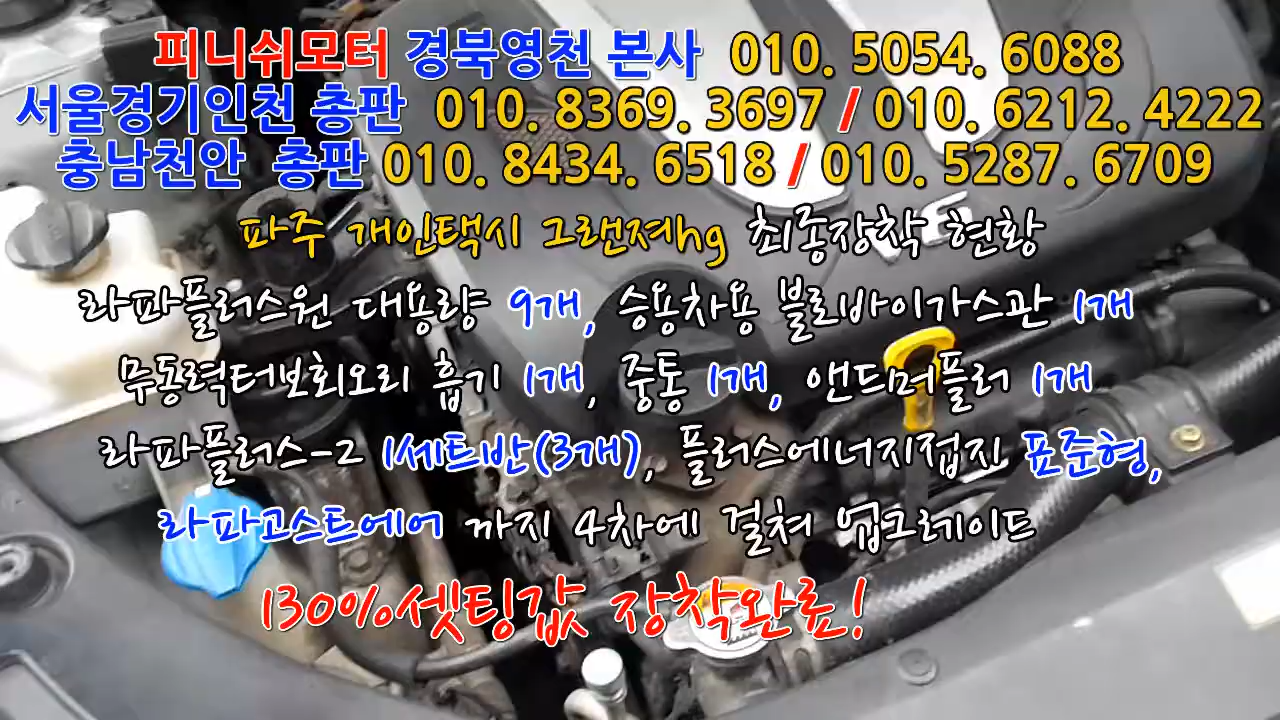 피니쉬모터 경북영천 본사 010. 5054. 6088
서울경기인천 총판 010. 8369. 3697 / 010. 6212. 4222
충남천안 총판 010. 8434. 6518 / 010. 5287. 6709
파주 개인택시 그랜져hg 최종장착 현황
라파플러스원 대용량 9개, 승용차용 블로바이가스관 1개
무동력터보회오리 흡기 1개, 중통 1개, 앤드머플러 1개
라파플러스-2 1세트반(3개), 플러스에너지접지 표준형,
라파고스트에어 까지 4차에 걸쳐 업그레이드
130%셋팅값 장착완료!